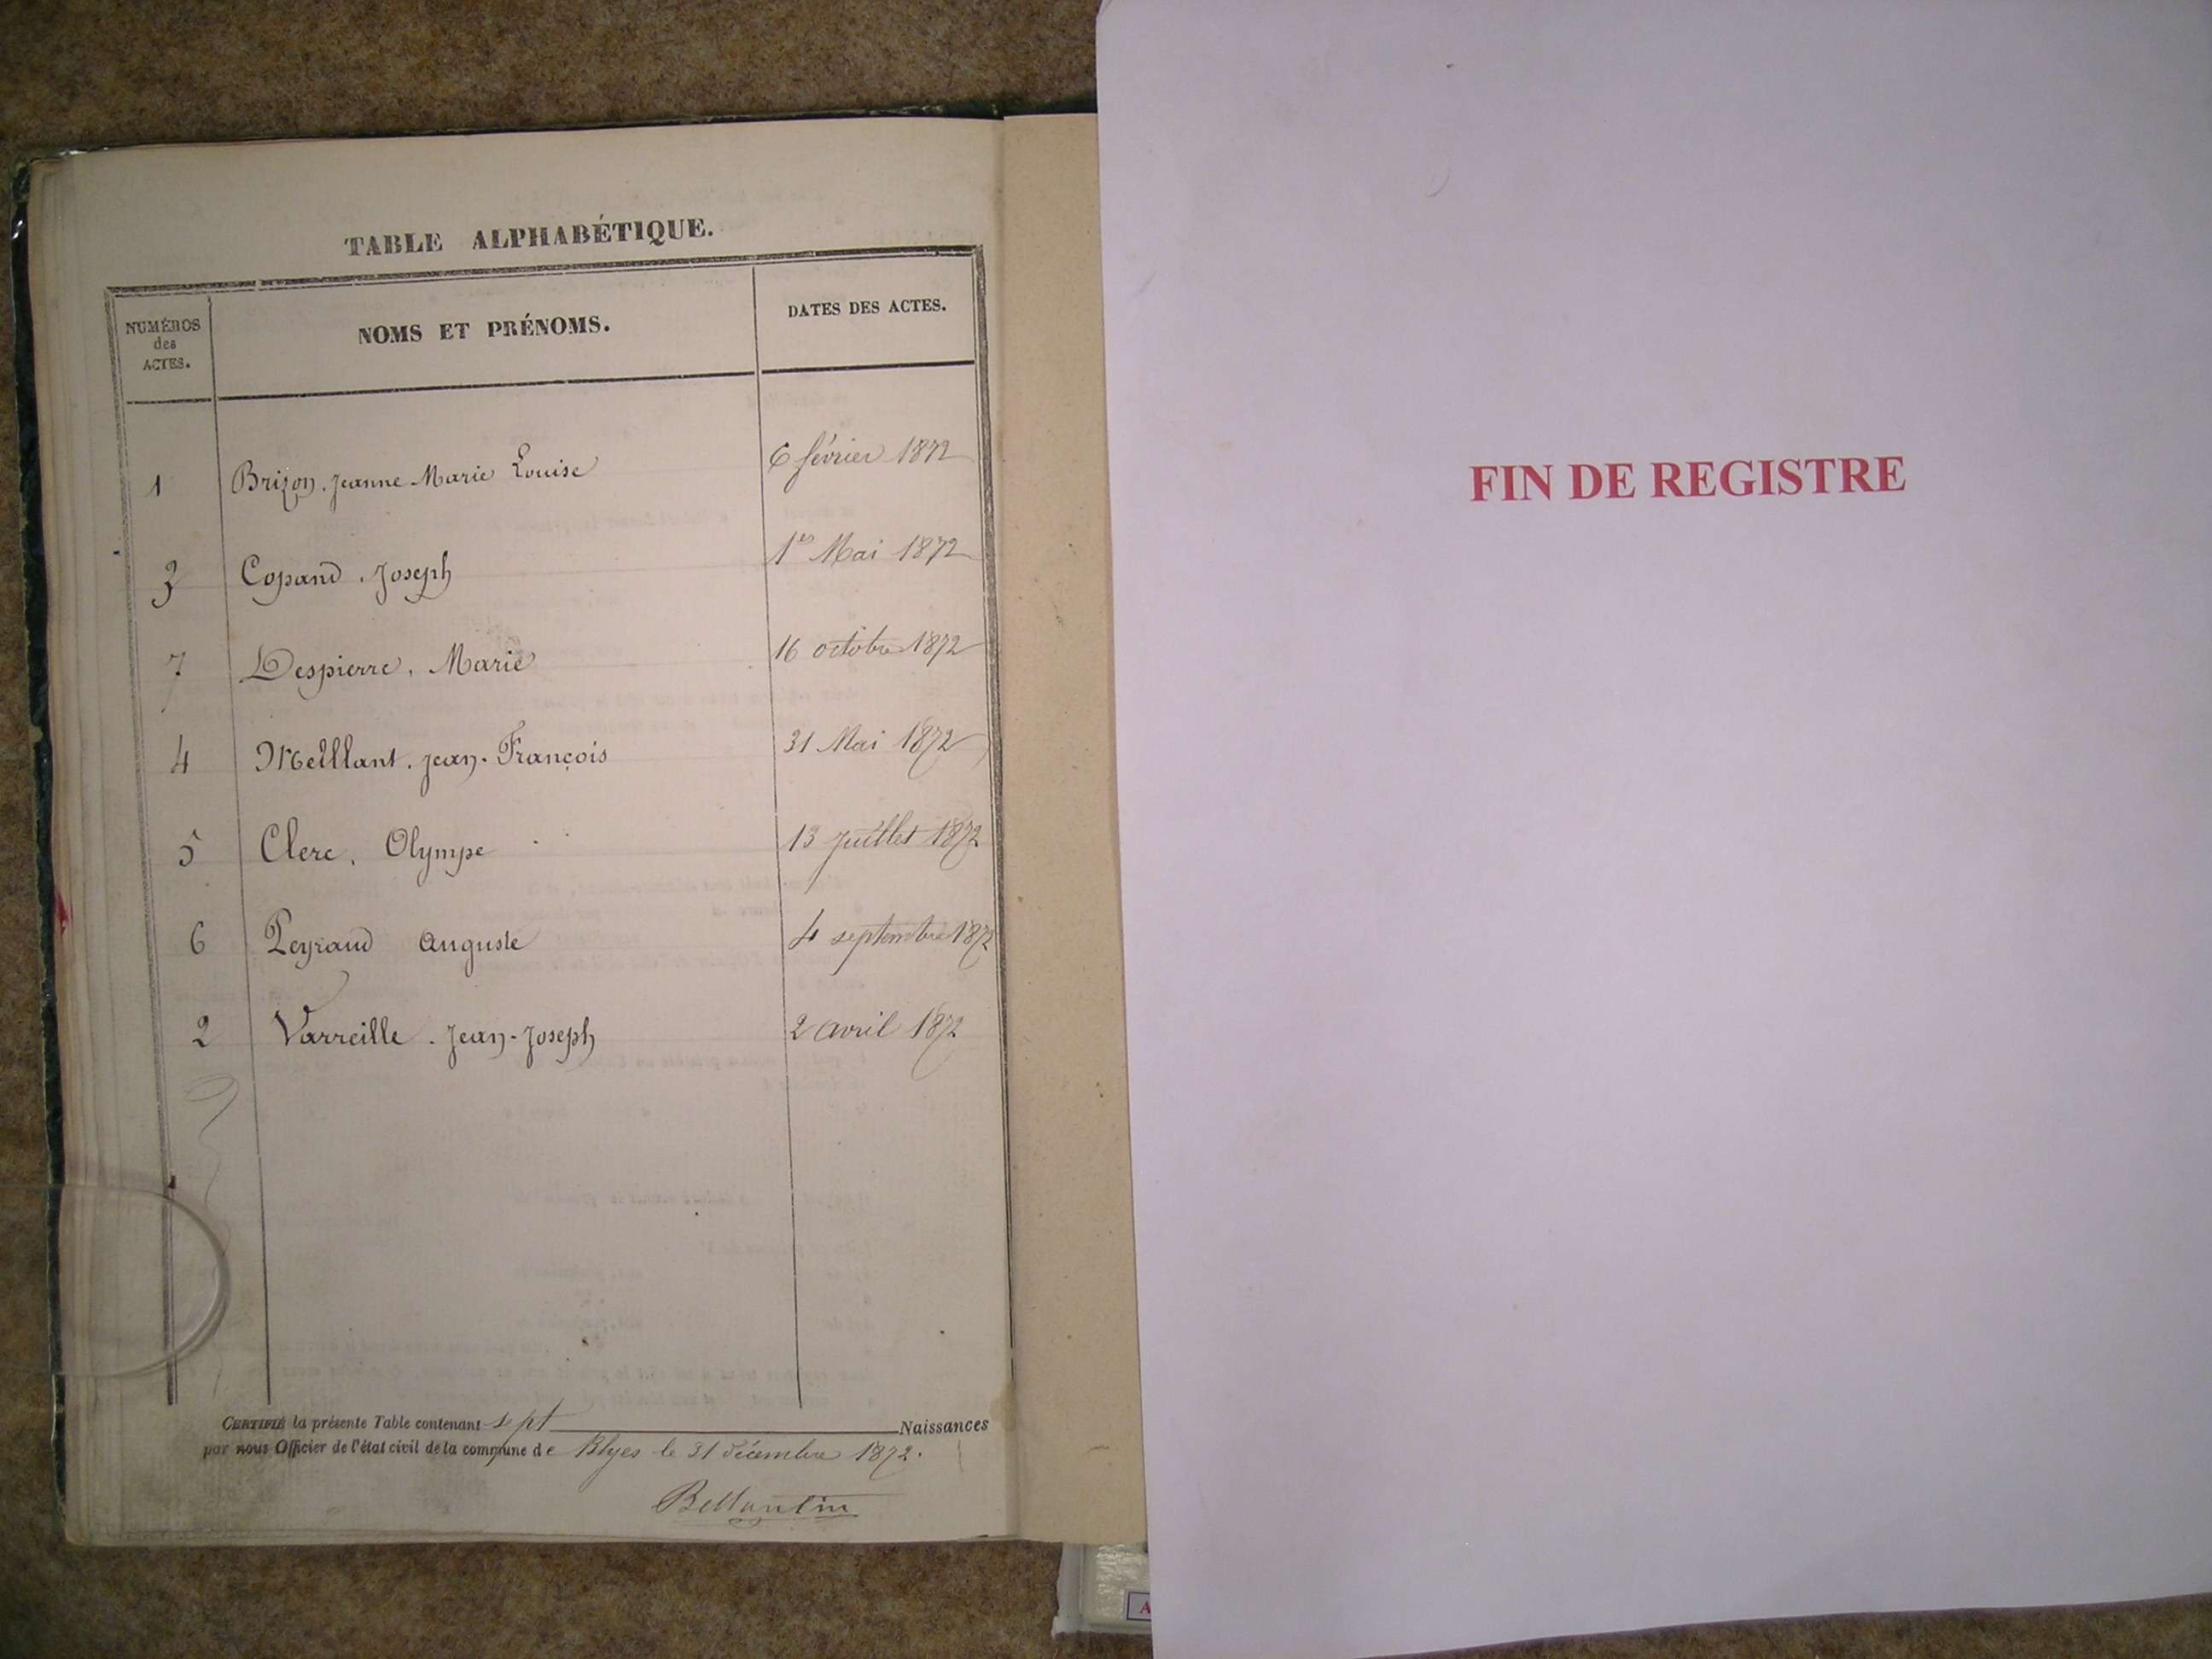 TABLE ALPHABÉTIQUE.
NUMÉROS des ACTES. NOMS ET PRÉNOMS. DATES DES ACTES.
1 Brizon. Jeanne Marie Louise 6 février 1872
3 Copand. Joseph 1er Mai 1872
7 Despierre, Marie 16 octobre 1872
4 Meillant. Jean-François 31 Mai 1872
5 Clerc, Olympe 13 juillet 1872
6 Peyraud Auguste 4 septembre 1872
2 Varreille. Jean-Joseph 2 avril 1872
CERTIFIÉ la présente Table contenant sept Naissances
par nous Officier de l'état civil de la commune de Blyes le 31 décembre 1872.
FIN DE REGISTRE
A